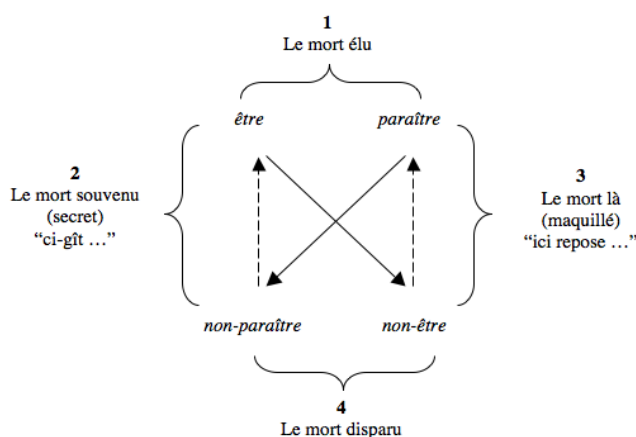 1
Le mort élu
être
paraître
2
Le mort souvenu
(secret)
“ci-gît …”
3
Le mort là
(maquillé)
“ici repose …”
non-paraître
non-être
4
Le mort disparu